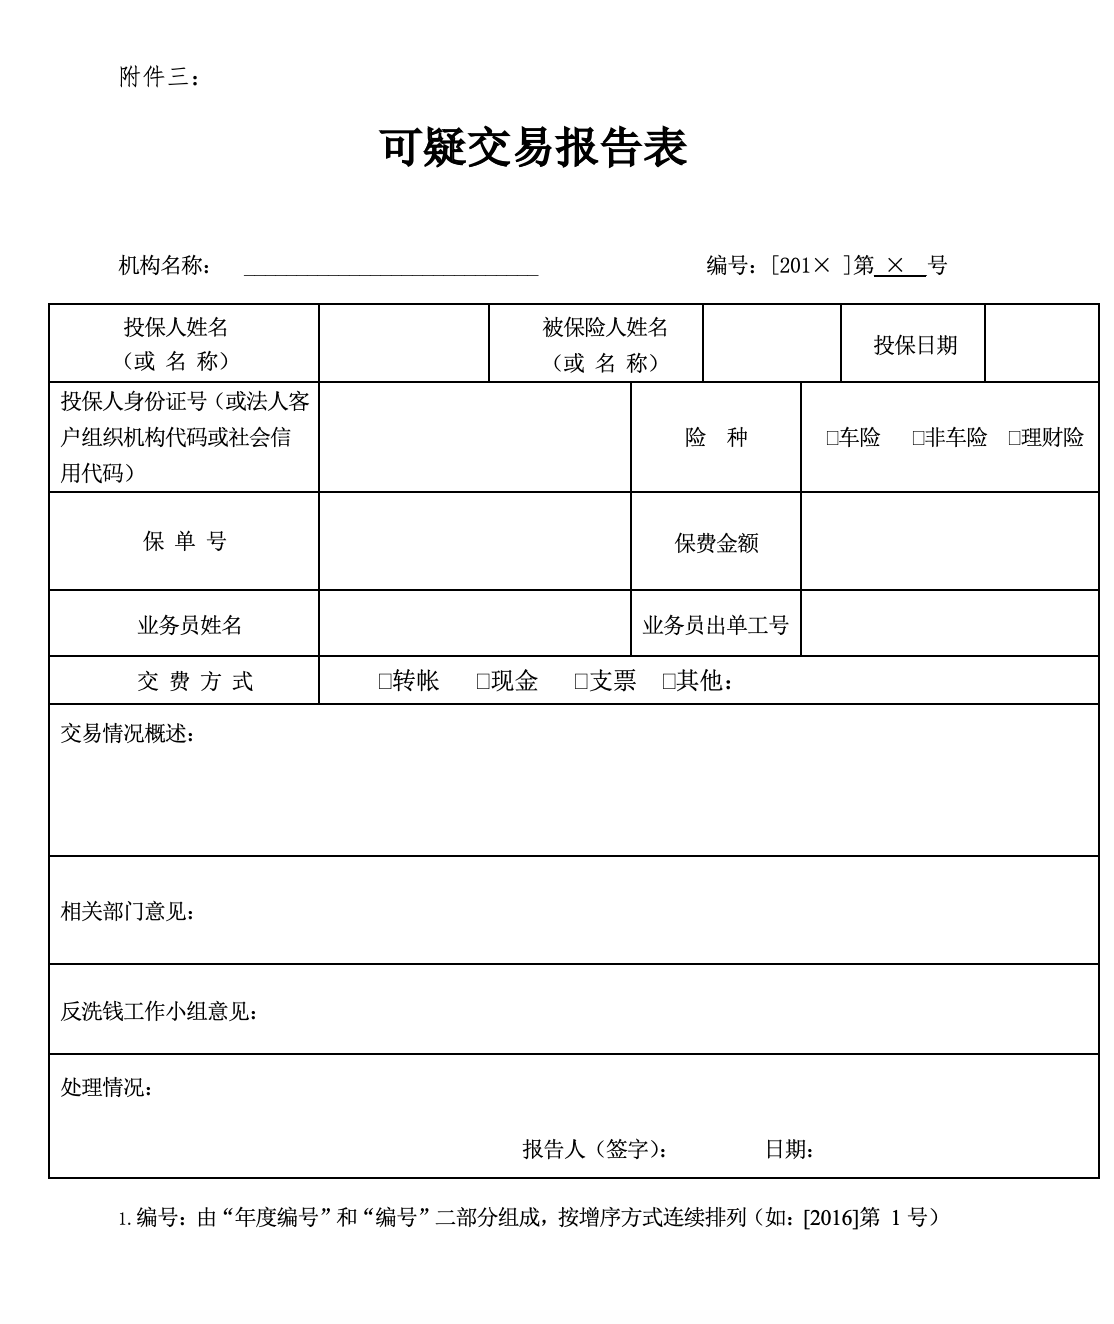 附件三：
可疑交易报告表
机构名称： ____________________________ 编号：[201× ]第 × 号
投保人姓名
（或 名 称）
被保险人姓名
（或 名 称）
投保日期
投保人身份证号（或法人客
户组织机构代码或社会信
用代码）
险 种
□车险 □非车险 □理财险
保 单 号
保费金额
业务员姓名
业务员出单工号
交 费 方 式
□转帐 □现金 □支票 □其他：
交易情况概述：
相关部门意见：
反洗钱工作小组意见：
处理情况：
报告人（签字）： 日期：
1.编号：由“年度编号”和“编号”二部分组成，按增序方式连续排列（如：[2016]第 1 号）